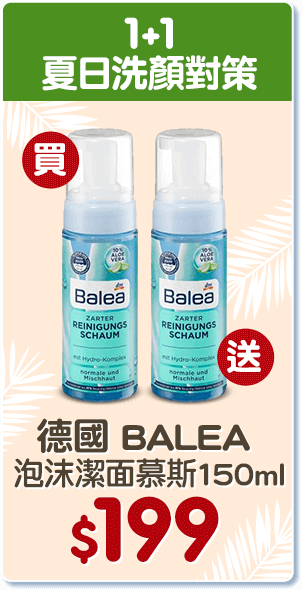 1+1
夏日洗顏對策
買
10%
ALOE
VERA
10%
ALOE
VERA
dm
Balea
dm
Balea
ZARTER
REINIGUNGS
SCHAUM
ZARTER
REINIGUNGS
SCHAUM
mit Hydro-Komplex
mit Hydro-Komplex
normale und
Mischhaut
normale und
Mischhaut
送
德國 BALEA
泡沫潔面慕斯150ml
$199